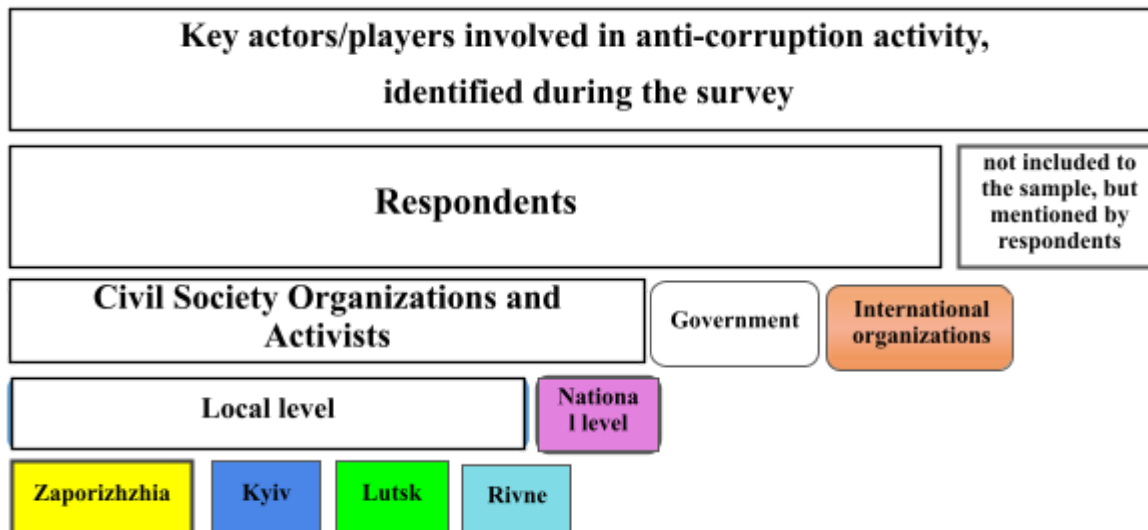 Key actors/players involved in anti-corruption activity,
identified during the survey
Respondents
not included to
the sample, but
mentioned by
respondents
Civil Society Organizations and
Activists
Government
International
organizations
Local level
Nationa
l level
Zaporizhzhia
Kyiv
Lutsk
Rivne